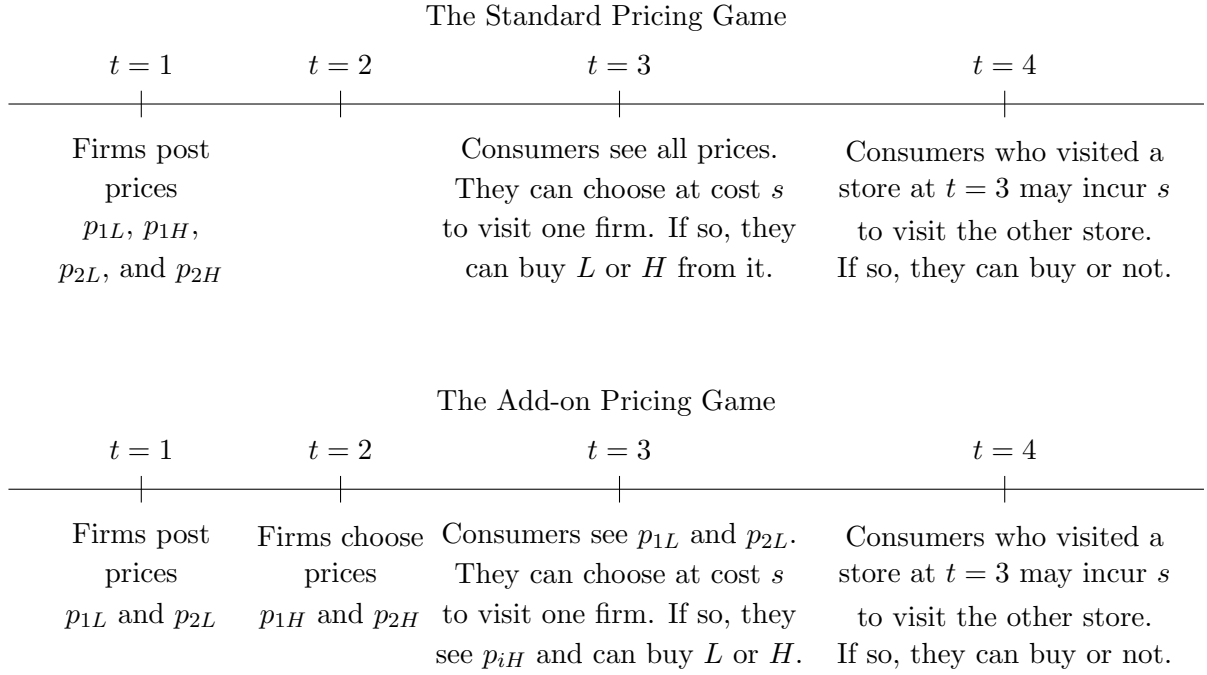 The Standard Pricing Game
t = 1 t = 2 t = 3 t = 4
Firms post
prices
p1L, p1H,
p2L, and p2H
Consumers see all prices.
They can choose at cost s
to visit one firm. If so, they
can buy L or H from it.
Consumers who visited a
store at t = 3 may incur s
to visit the other store.
If so, they can buy or not.
The Add-on Pricing Game
t = 1 t = 2 t = 3 t = 4
Firms post
prices
p1L and p2L
Firms choose
prices
p1H and p2H
Consumers see p1L and p2L.
They can choose at cost s
to visit one firm. If so, they
see piH and can buy L or H.
Consumers who visited a
store at t = 3 may incur s
to visit the other store.
If so, they can buy or not.